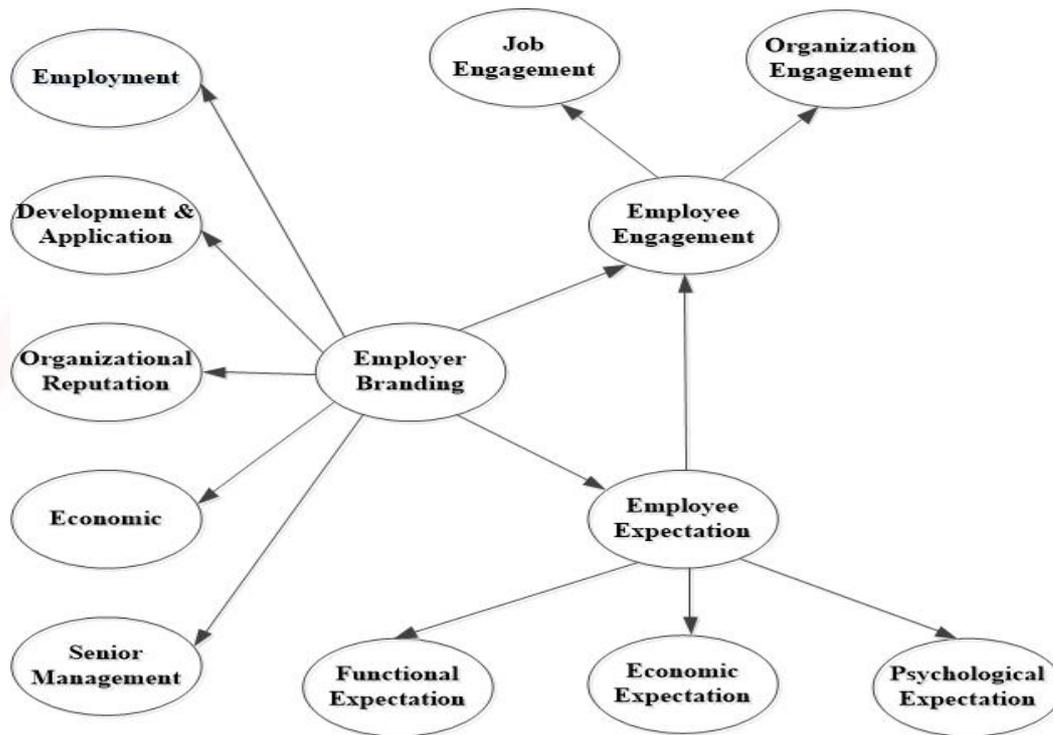 Employment
Job
Engagement
Organization
Engagement
Development &
Application
Employee
Engagement
Organizational
Reputation
Employer
Branding
Economic
Employee
Expectation
Senior
Management
Functional
Expectation
Economic
Expectation
Psychological
Expectation